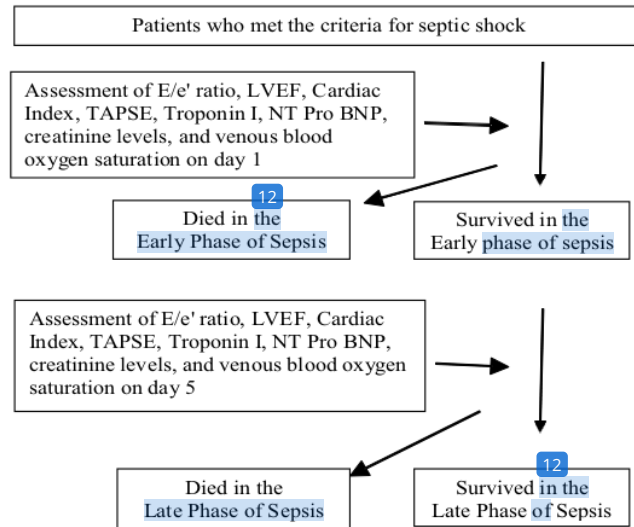 Patients who met the criteria for septic shock
Assessment of E/e' ratio, LVEF, Cardiac
Index, TAPSE, Troponin I, NT Pro BNP,
creatinine levels, and venous blood
oxygen saturation on day 1
12
Died in the
Early Phase of Sepsis
Survived in the
Early phase of sepsis
Assessment of E/e' ratio, LVEF, Cardiac
Index, TAPSE, Troponin I, NT Pro BNP,
creatinine levels, and venous blood oxygen
saturation on day 5
12
Died in the
Late Phase of Sepsis
Survived in the
Late Phase of Sepsis